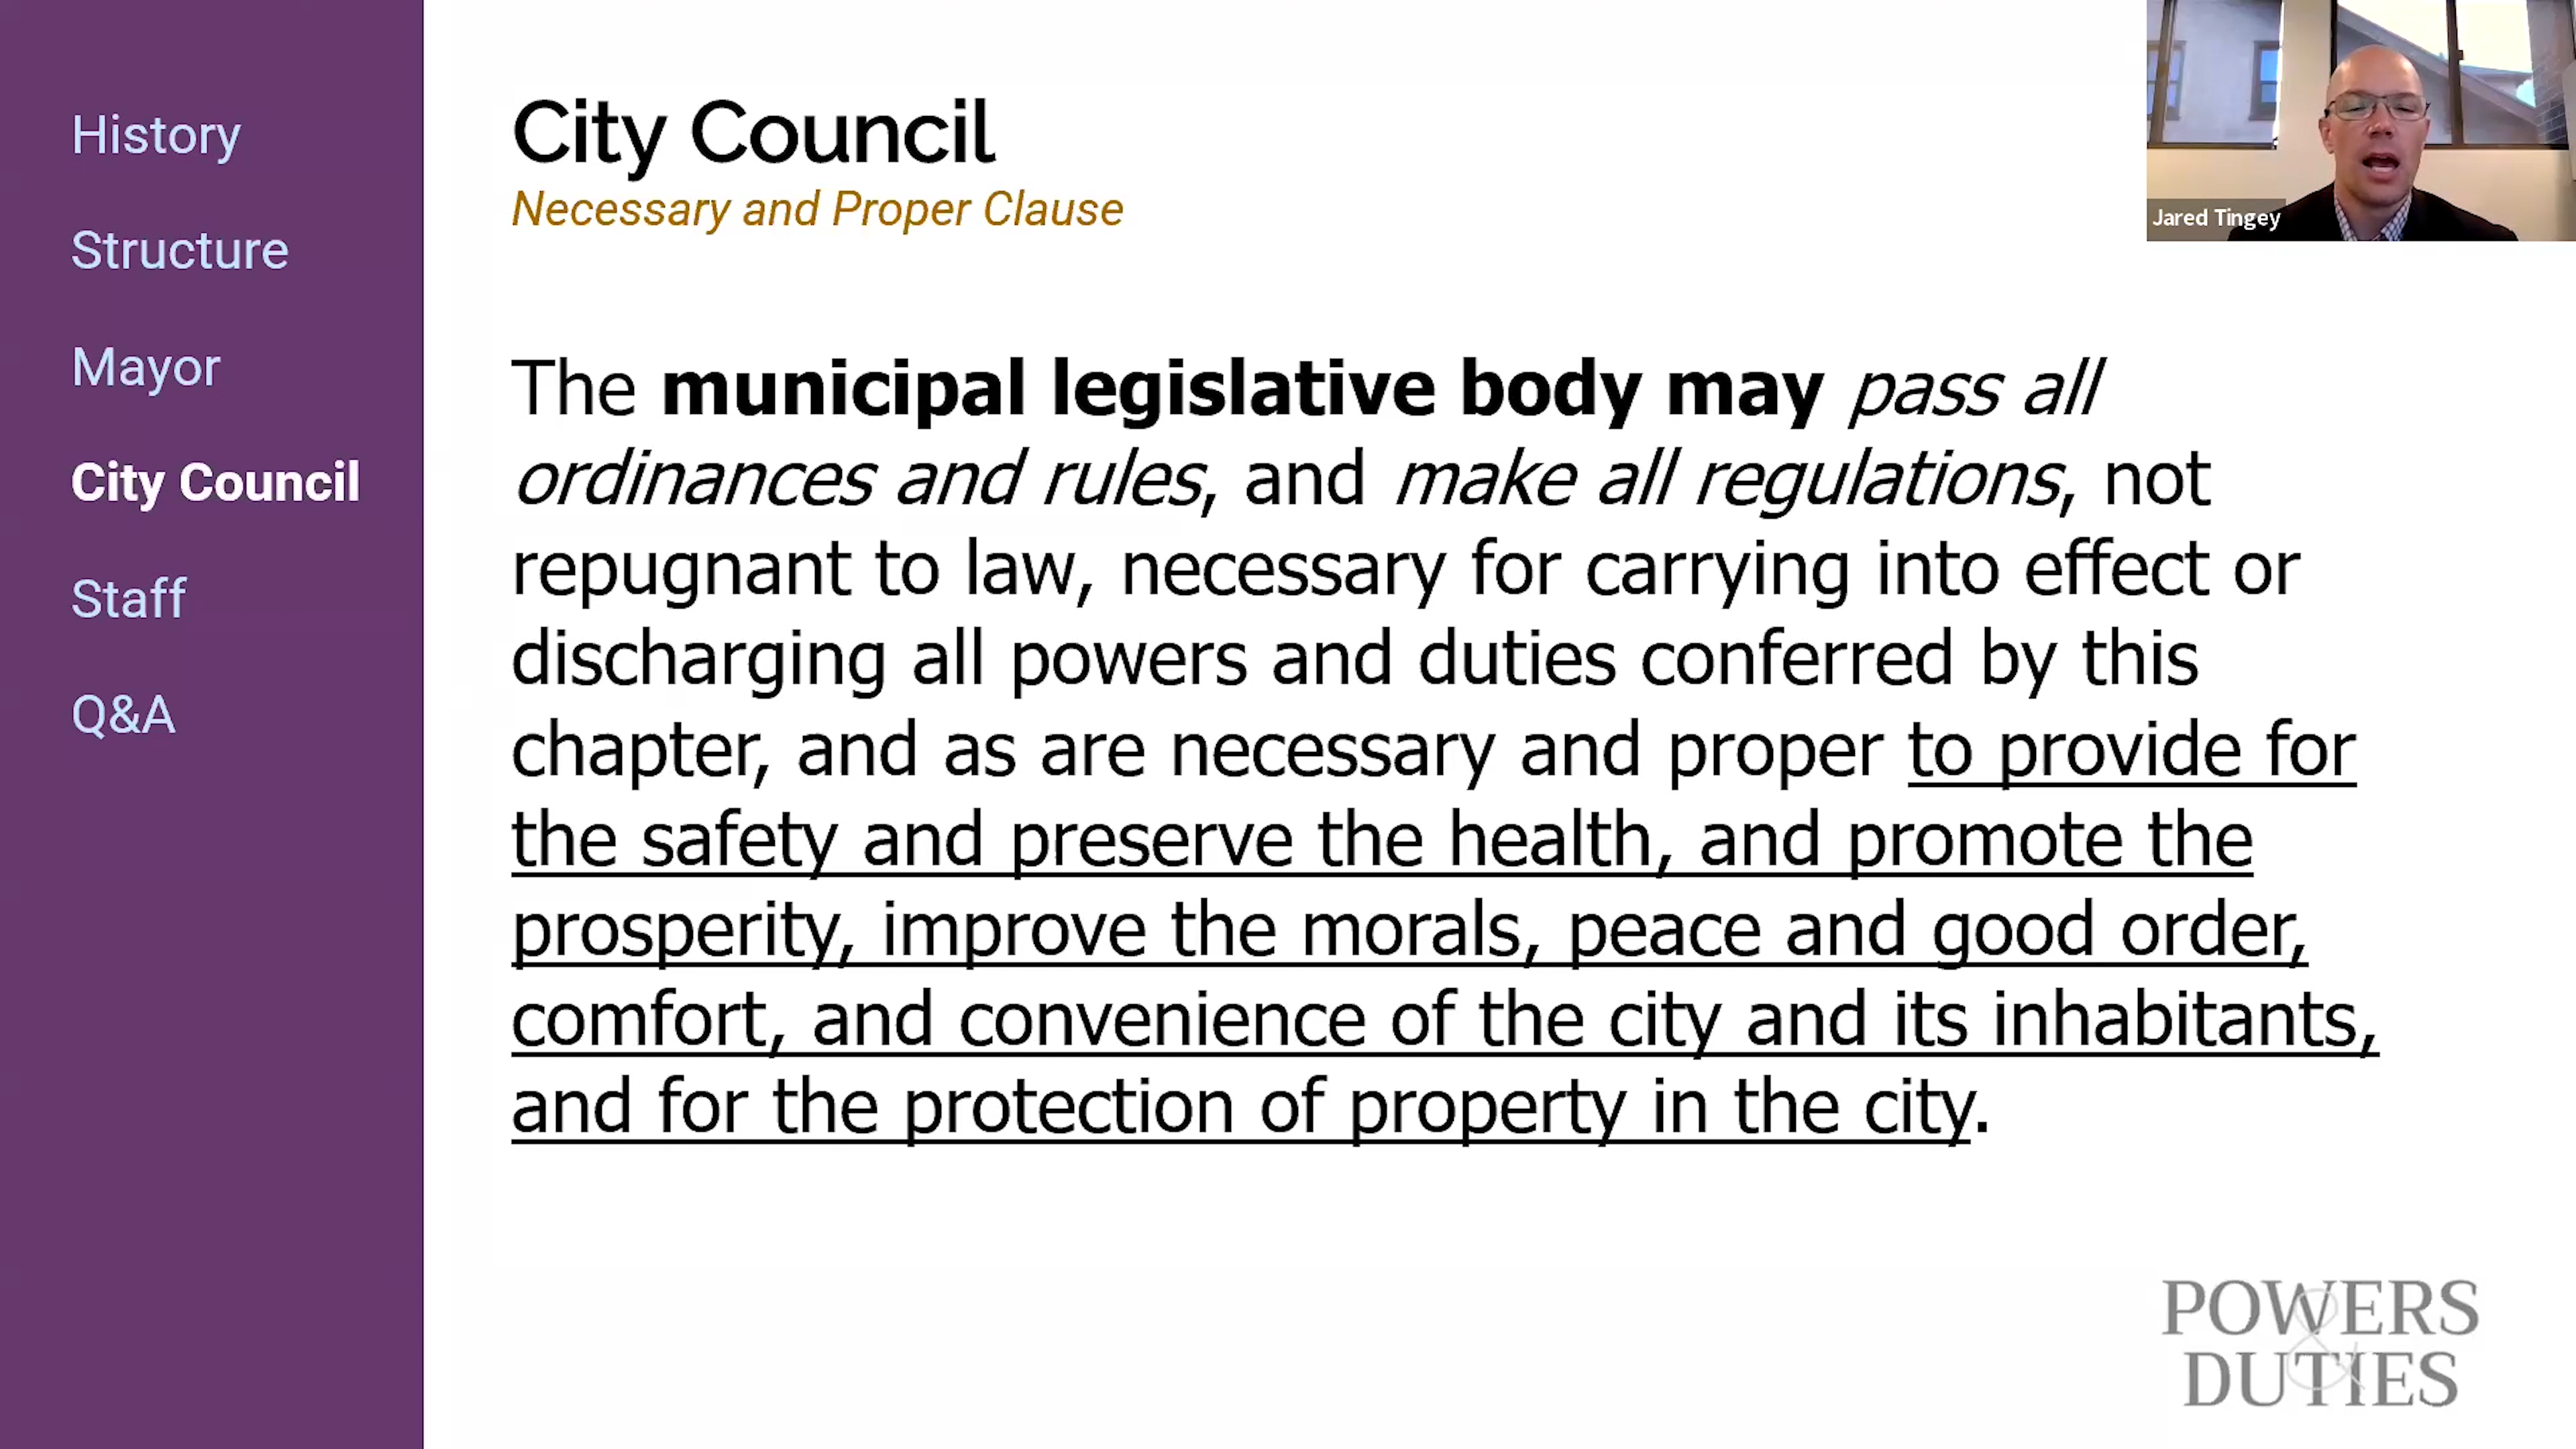 History
Structure
Mayor
City Council
Staff
Q&A
City Council
Necessary and Proper Clause
The municipal legislative body may pass all
ordinances and rules, and make all regulations, not
repugnant to law, necessary for carrying into effect or
discharging all powers and duties conferred by this
chapter, and as are necessary and proper to provide for
the safety and preserve the health, and promote the
prosperity, improve the morals, peace and good order,
comfort, and convenience of the city and its inhabitants,
and for the protection of property in the city.
Jared Tingey
POWERS
&
DUTIES